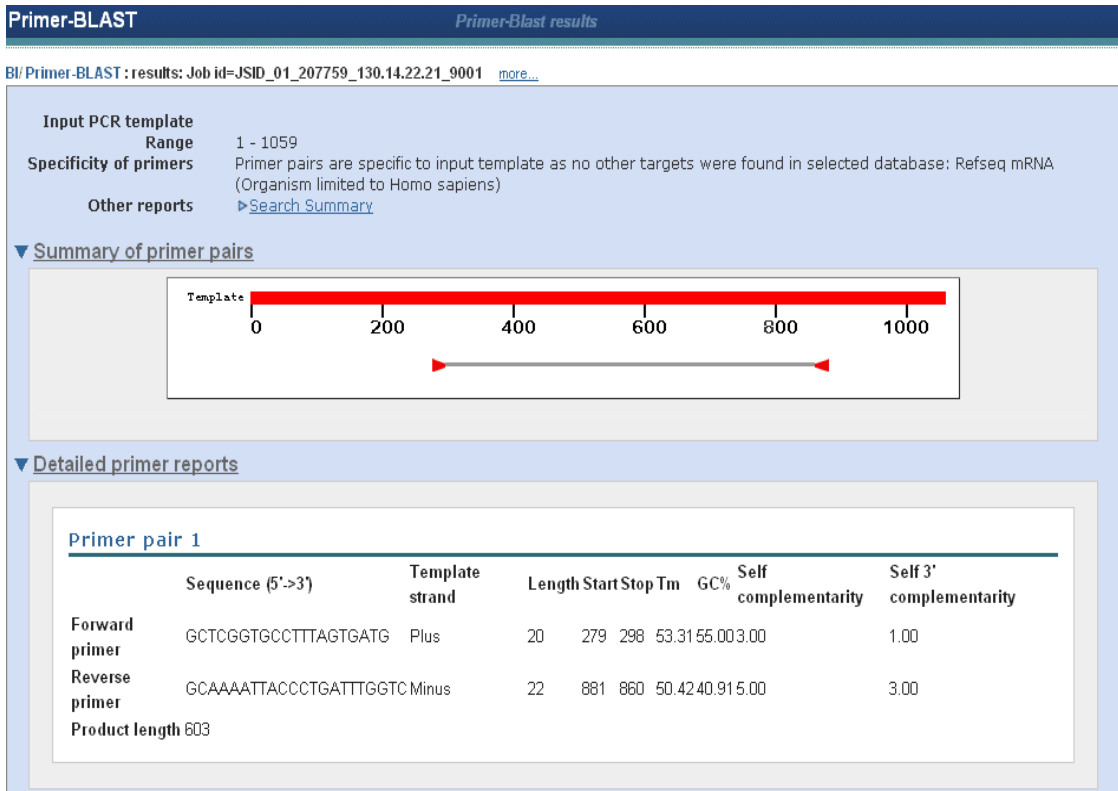 Primer-BLAST Primer-Blast results
BI/ Primer-BLAST : results: Job id=JSID_01_207759_130.14.22.21_9001 more...
Input PCR template
Range 1 - 1059
Specificity of primers Primer pairs are specific to input template as no other targets were found in selected database: Refseq mRNA
(Organism limited to Homo sapiens)
Other reports Search Summary
Summary of primer pairs
Template
0 200 400 600 800 1000
Detailed primer reports
Primer pair 1
Sequence (5'->3') Template strand Length Start Stop Tm GC% Self complementarity Self 3' complementarity
Forward primer GCTCGGTGCCTTTAGTGATG Plus 20 279 298 53.31 55.00 3.00 1.00
Reverse primer GCAAAATTACCCTGATTTGGTC Minus 22 881 860 50.42 40.91 5.00 3.00
Product length 603